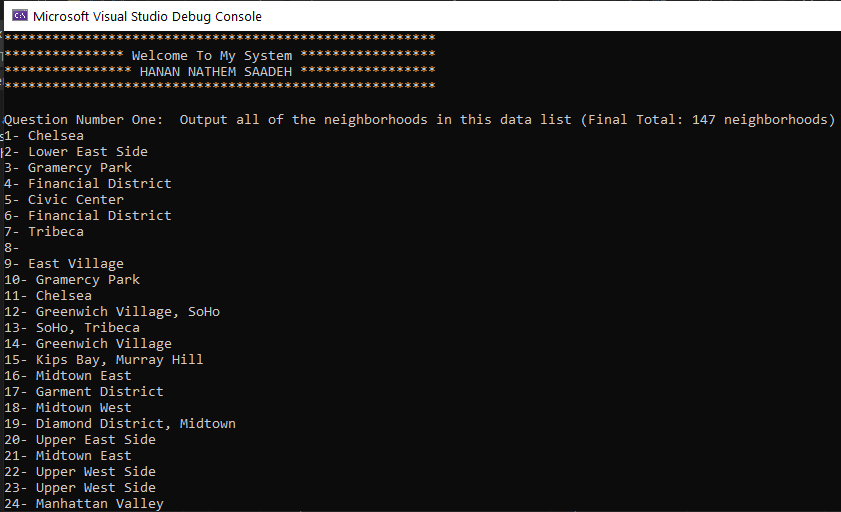 Microsoft Visual Studio Debug Console
******************************************************
*************** Welcome To My System *****************
**************** HANAN NATHEM SAADEH *****************
******************************************************
Question Number One:  Output all of the neighborhoods in this data list (Final Total: 147 neighborhoods)
1- Chelsea
2- Lower East Side
3- Gramercy Park
4- Financial District
5- Civic Center
6- Financial District
7- Tribeca
8-
9- East Village
10- Gramercy Park
11- Chelsea
12- Greenwich Village, SoHo
13- SoHo, Tribeca
14- Greenwich Village
15- Kips Bay, Murray Hill
16- Midtown East
17- Garment District
18- Midtown West
19- Diamond District, Midtown
20- Upper East Side
21- Midtown East
22- Upper West Side
23- Upper West Side
24- Manhattan Valley